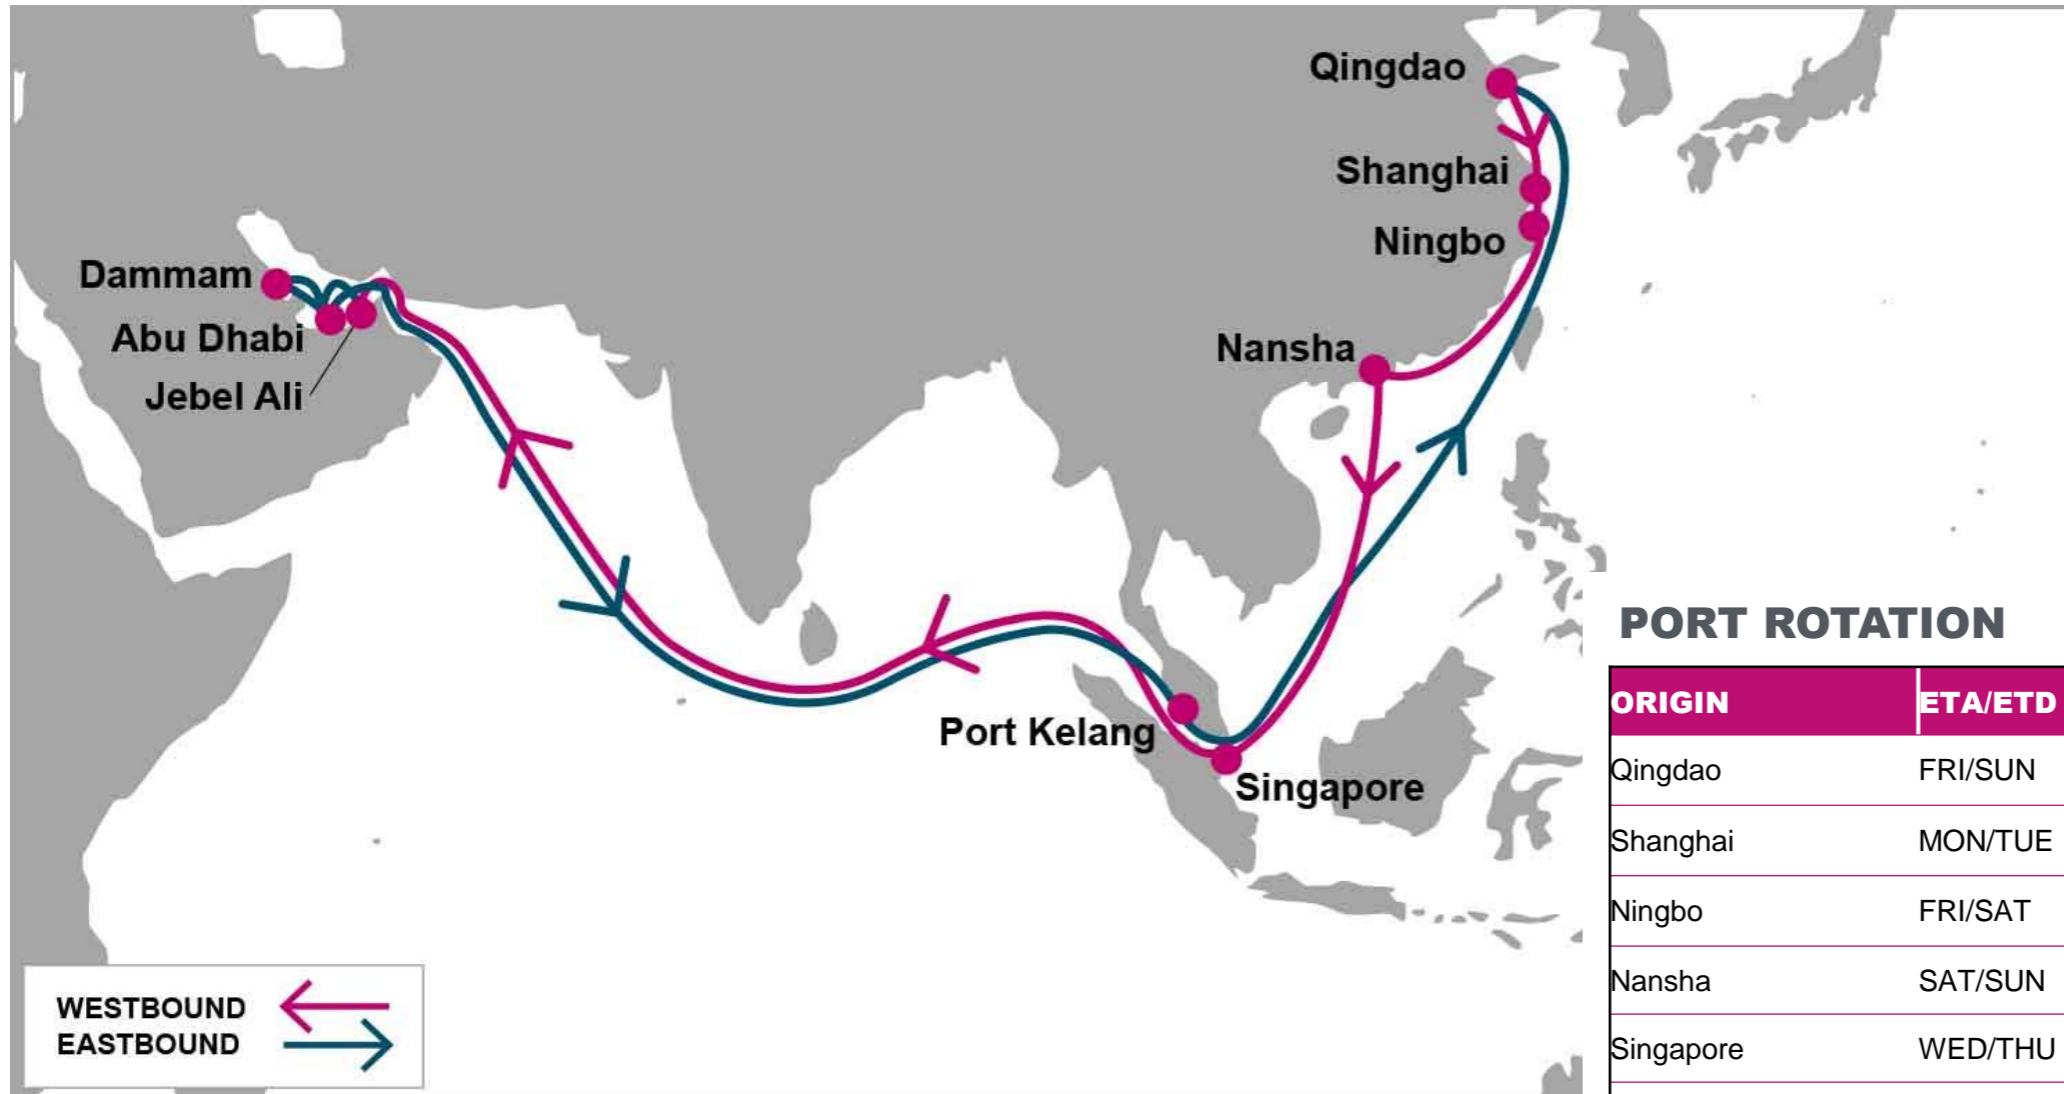 Qingdao
Shanghai
Ningbo
Dammam
Abu Dhabi
Jebel Ali
Nansha
Port Kelang
Singapore
WESTBOUND
EASTBOUND
PORT ROTATION
ORIGIN ETA/ETD
Qingdao FRI/SUN
Shanghai MON/TUE
Ningbo FRI/SAT
Nansha SAT/SUN
Singapore WED/THU